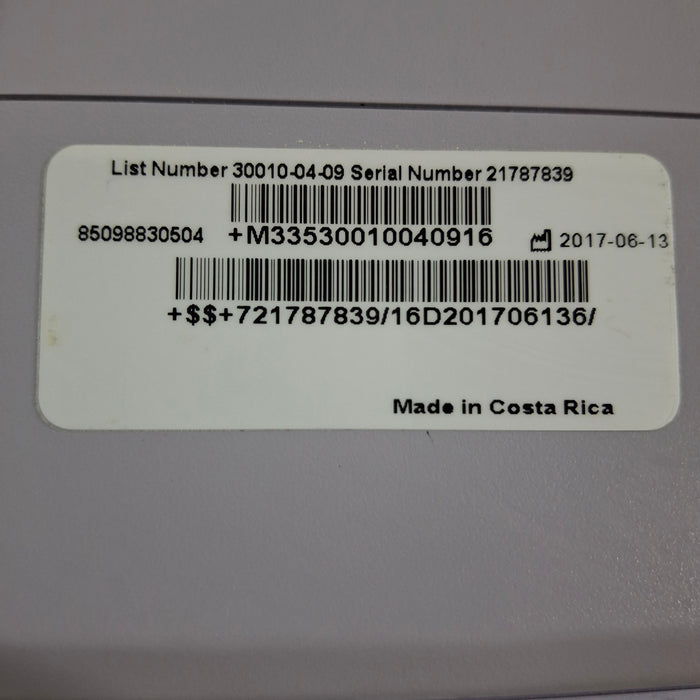 List Number 30010-04-09 Serial Number 21787839
85098830504 +M33530010040916 2017-06-13
+$$+721787839/16D201706136/
Made in Costa Rica